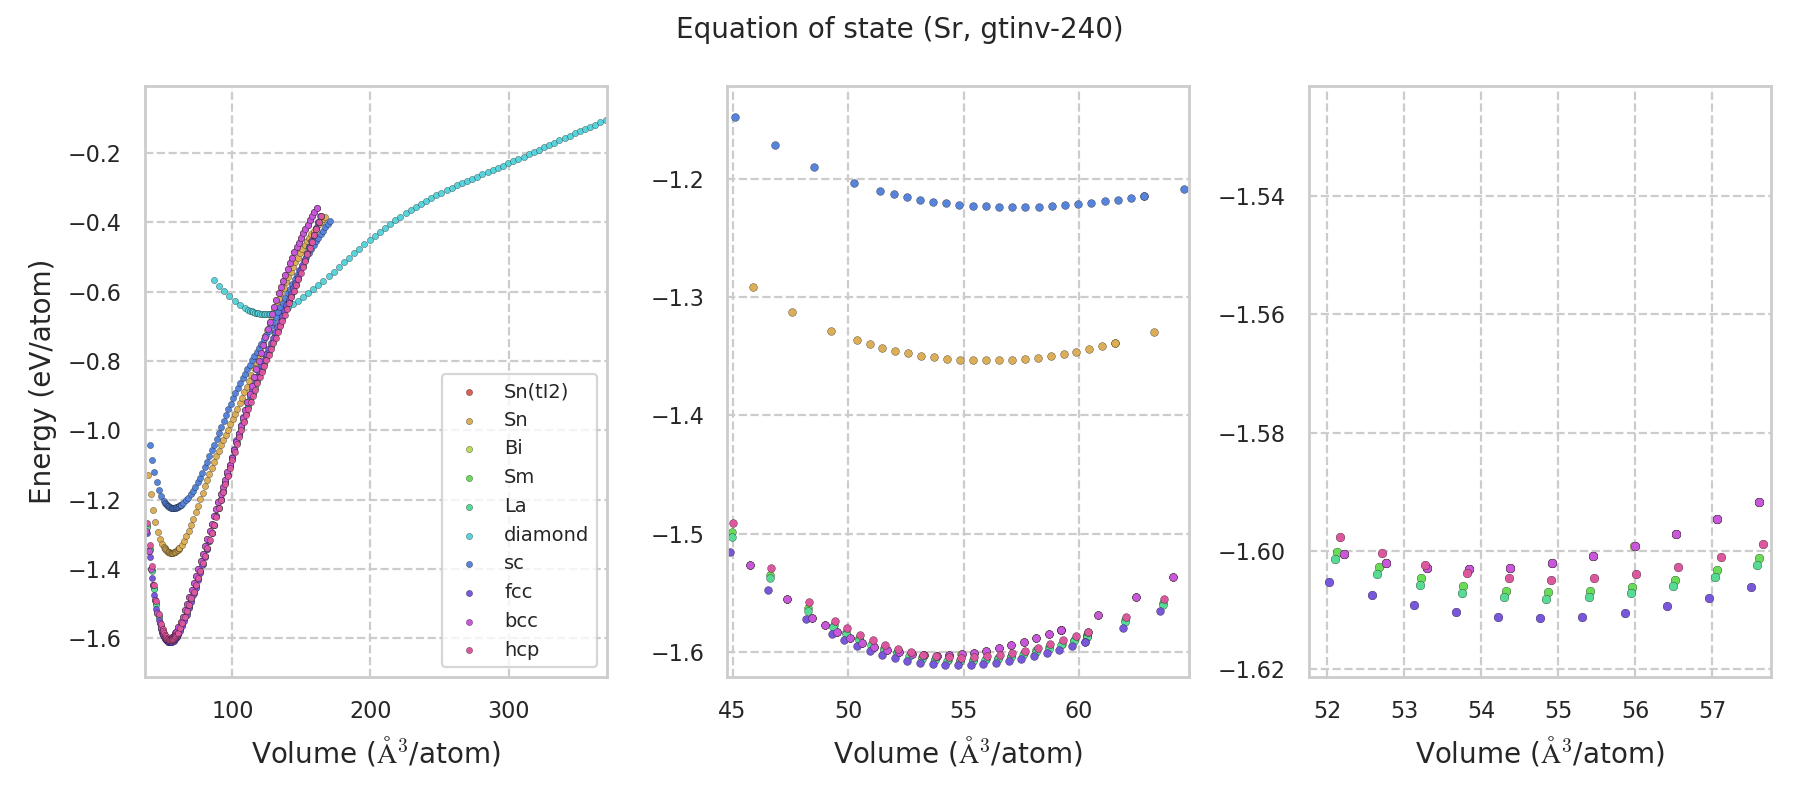 Equation of state (Sr, gtinv-240)
Energy (eV/atom)
−0.2
−0.4
−0.6
−0.8
−1.0
−1.2
−1.4
−1.6
100 200 300
Volume (Å³/atom)
Sn(tI2)
Sn
Bi
Sm
La
diamond
sc
fcc
bcc
hcp
−1.2
−1.3
−1.4
−1.5
−1.6
45 50 55 60
Volume (Å³/atom)
−1.54
−1.56
−1.58
−1.60
−1.62
52 53 54 55 56 57
Volume (Å³/atom)